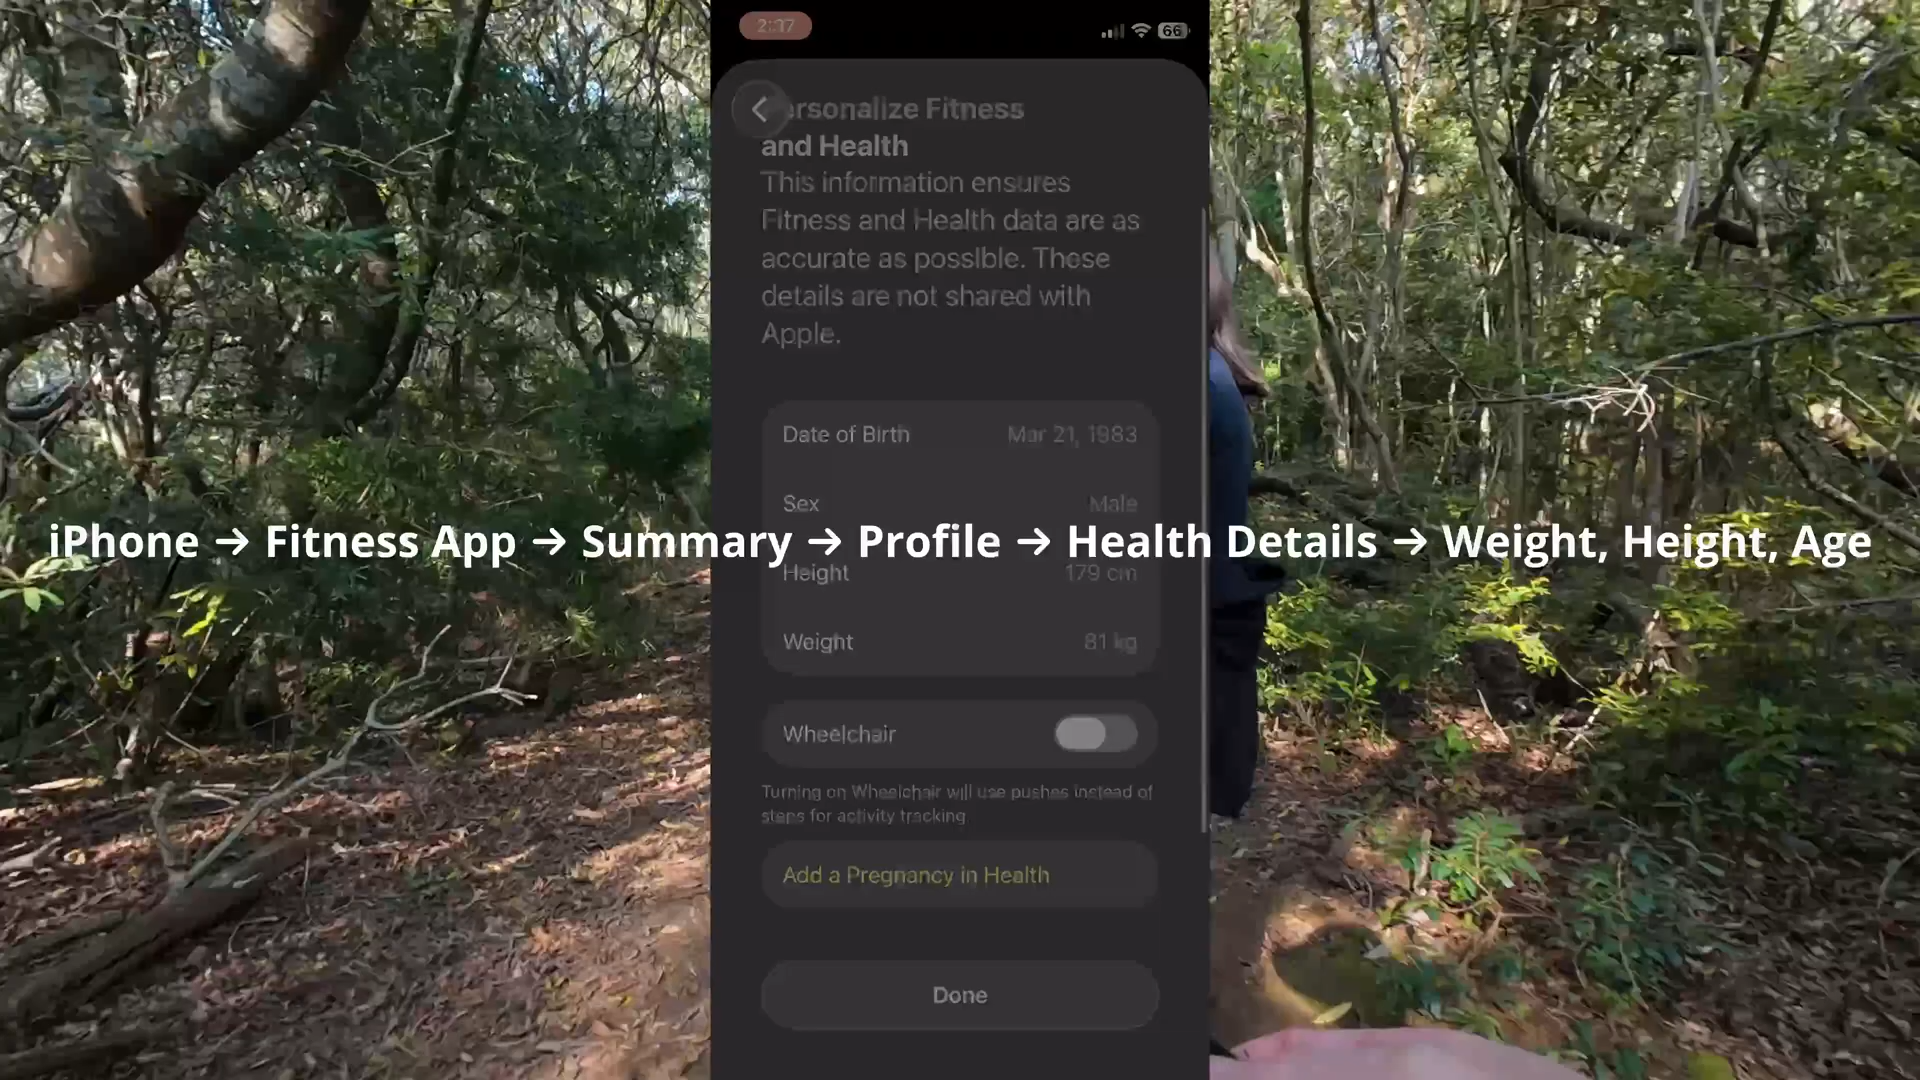 2:17
66
ersonalize Fitness
and Health
This information ensures
Fitness and Health data are as
accurate as possible. These
details are not shared with
Apple.
Date of Birth Mar 21, 1983
Sex Male
iPhone → Fitness App → Summary → Profile → Health Details → Weight, Height, Age
Height 179 cm
Weight 81 kg
Wheelchair
Turning on Wheelchair will use pushes instead of
steps for activity tracking
Add a Pregnancy in Health
Done